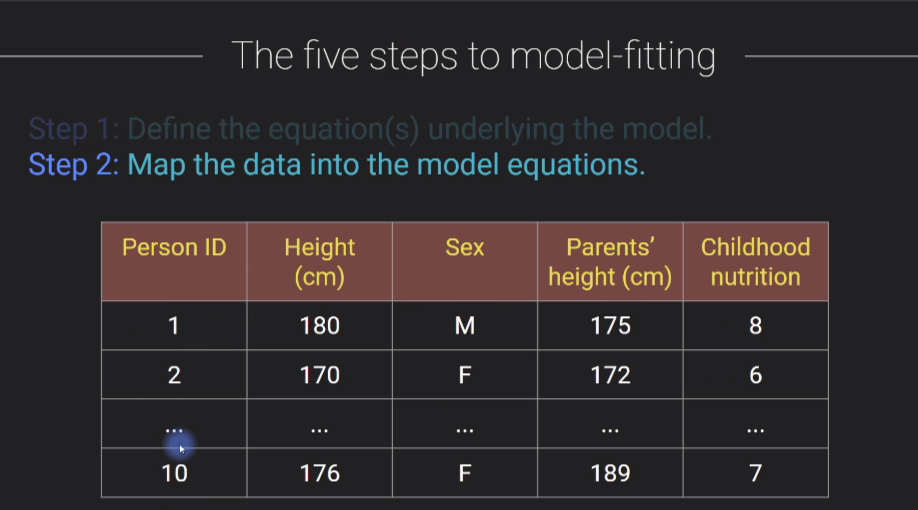 The five steps to model-fitting
Step 1: Define the equation(s) underlying the model.
Step 2: Map the data into the model equations.
Person ID Height (cm) Sex Parents’ height (cm) Childhood nutrition
1 180 M 175 8
2 170 F 172 6
... ... ... ... ...
10 176 F 189 7